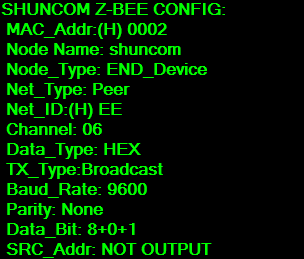 SHUNCOM Z-BEE CONFIG:
MAC_Addr:(H) 0002
Node Name: shuncom
Node_Type: END_Device
Net_Type: Peer
Net_ID:(H) EE
Channel: 06
Data_Type: HEX
TX_Type:Broadcast
Baud_Rate: 9600
Parity: None
Data_Bit: 8+0+1
SRC_Addr: NOT OUTPUT